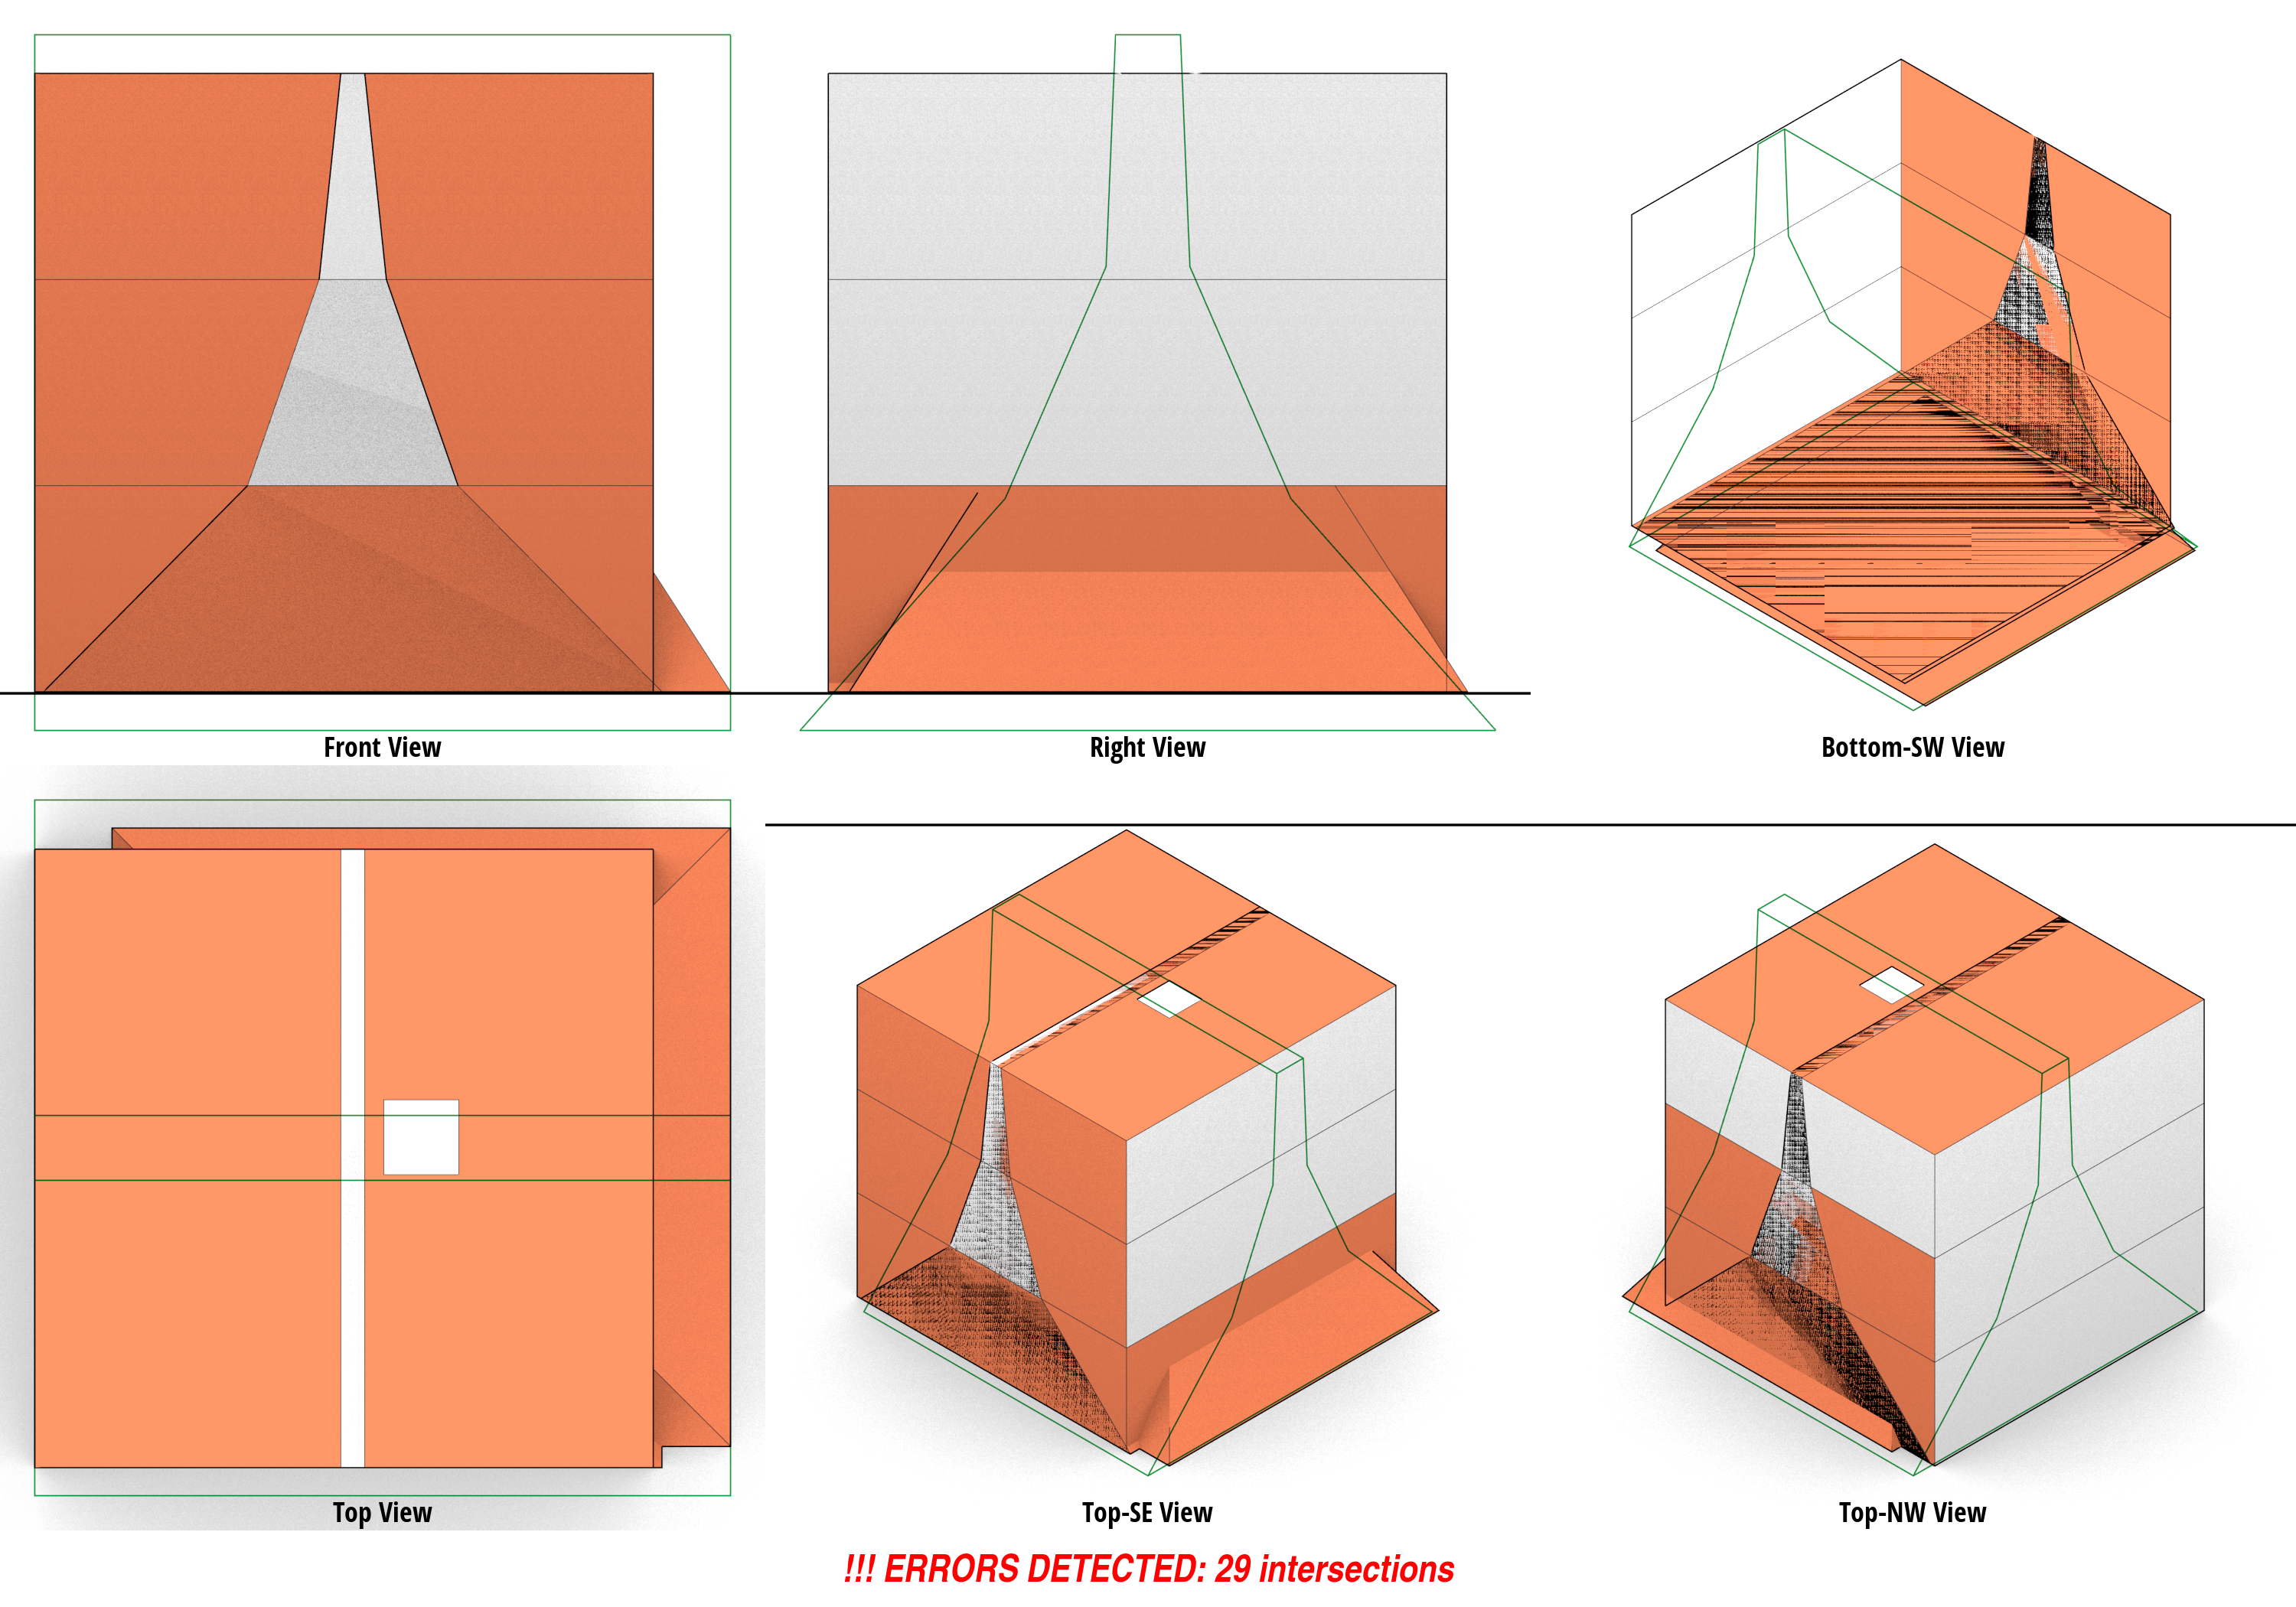 Front View
Right View
Bottom-SW View
Top View
Top-SE View
Top-NW View
!!! ERRORS DETECTED: 29 intersections